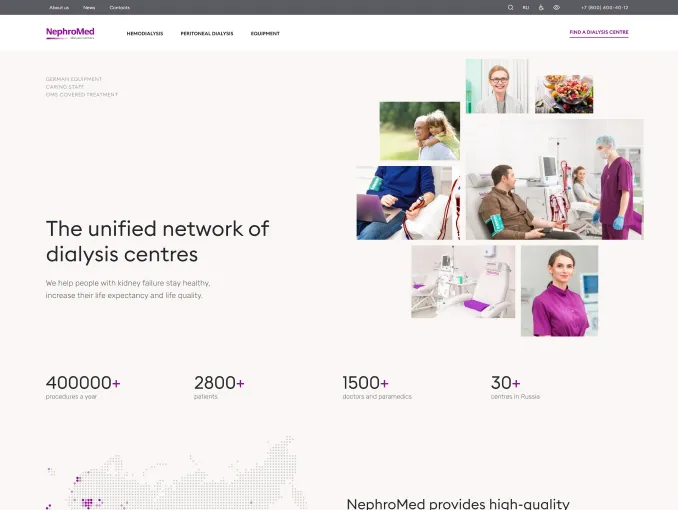 About us
News
Contacts
RU
+7 (800) 600-40-12
NephroMed
HEMODIALYSIS
PERITONEAL DIALYSIS
EQUIPMENT
FIND A DIALYSIS CENTRE
GERMAN EQUIPMENT
CARING STAFF
OMS COVERED TREATMENT
The unified network of
dialysis centres
We help people with kidney failure stay healthy,
increase their life expectancy and life quality.
400000+
procedures a year
2800+
patients
1500+
doctors and paramedics
30+
centres in Russia
NephroMed provides high-quality